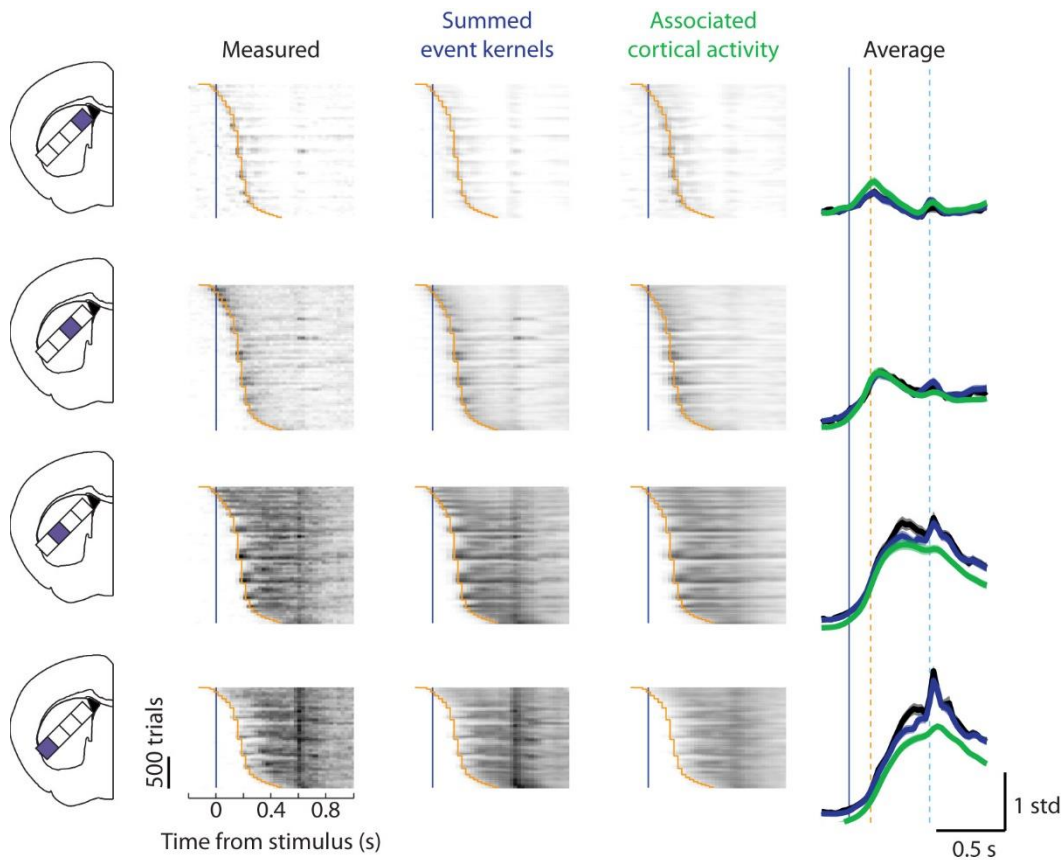 Measured
Summed
event kernels
Associated
cortical activity
Average
500 trials
0 0.4 0.8
Time from stimulus (s)
1 std
0.5 s